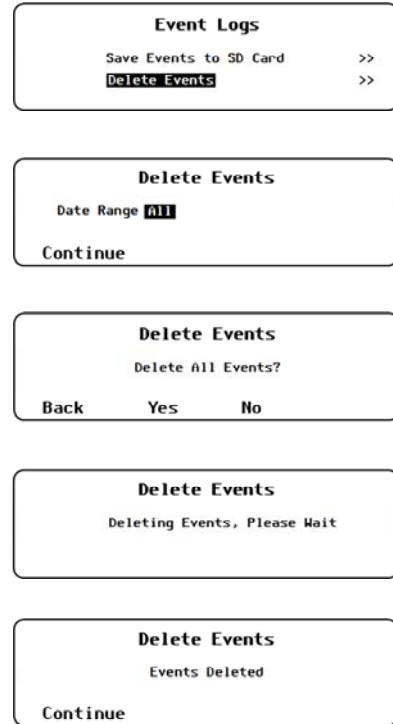 Event Logs
Save Events to SD Card >>
Delete Events >>
Delete Events
Date Range All
Continue
Delete Events
Delete All Events?
Back Yes No
Delete Events
Deleting Events, Please Wait
Delete Events
Events Deleted
Continue